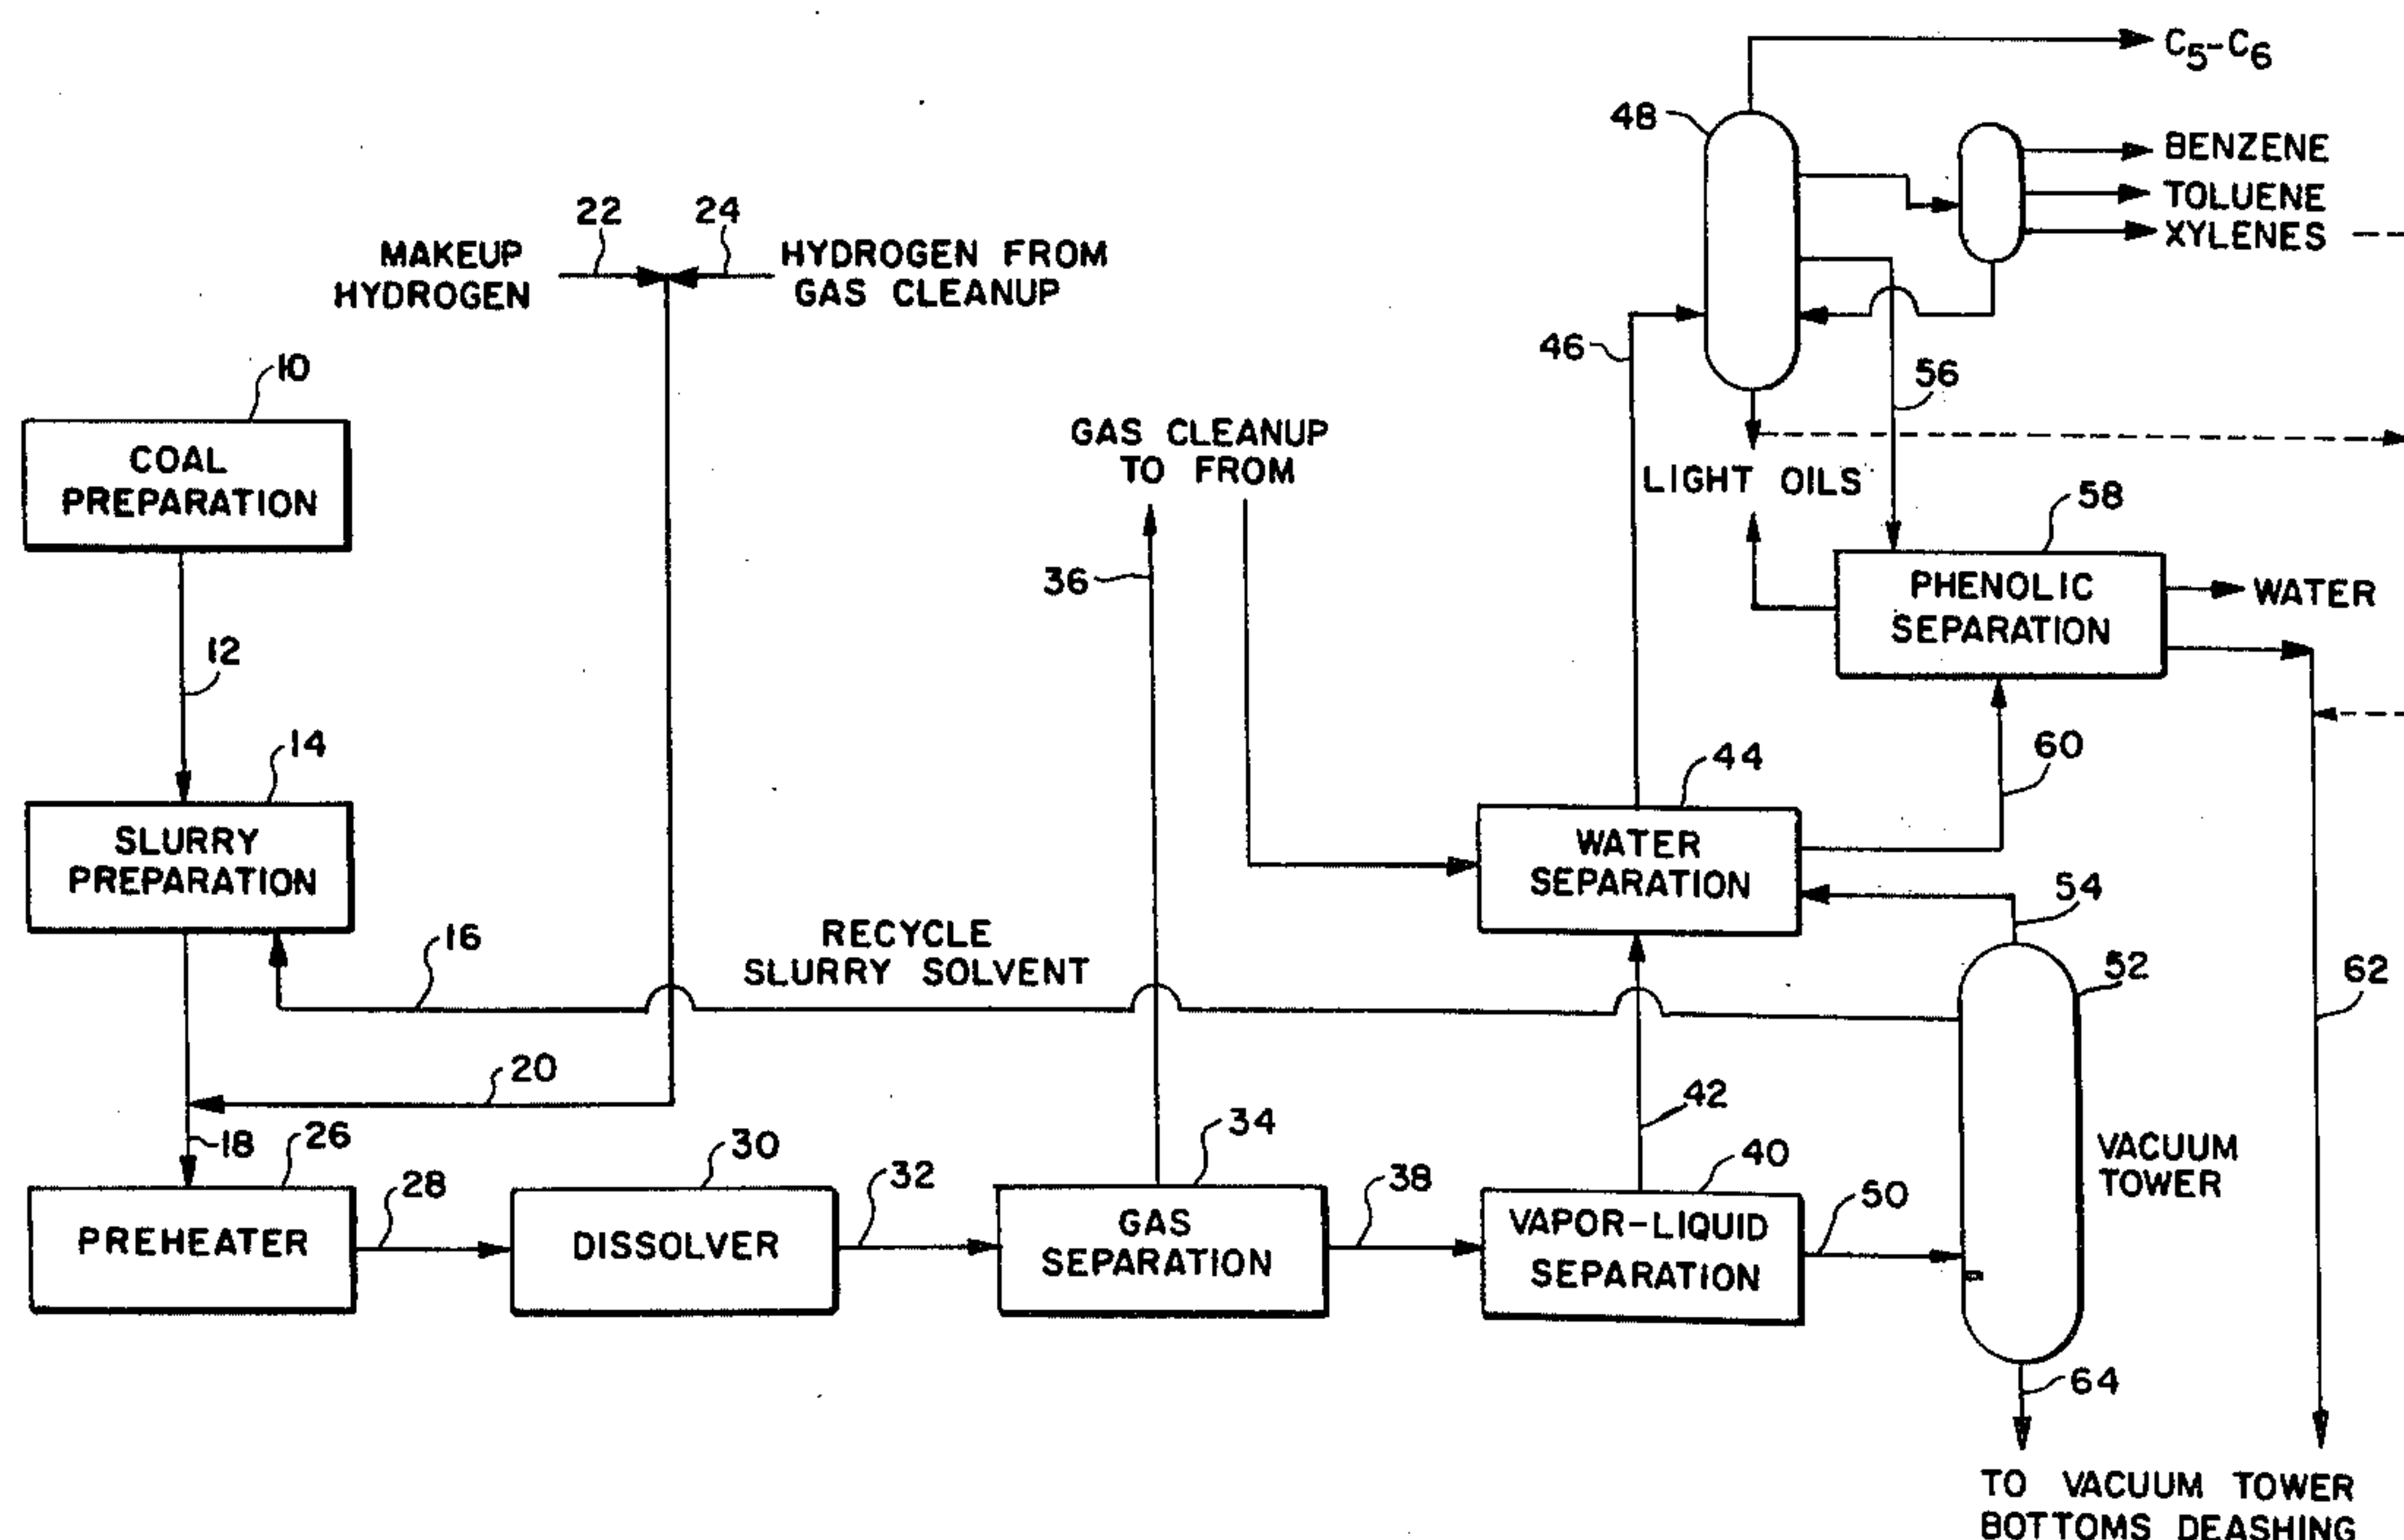 C5-C6
48
BENZENE
TOLUENE
XYLENES
22
24
MAKEUP
HYDROGEN
HYDROGEN FROM
GAS CLEANUP
46
56
10
COAL
PREPARATION
GAS CLEANUP
TO FROM
LIGHT OILS
58
PHENOLIC
SEPARATION
WATER
36
12
14
SLURRY
PREPARATION
44
60
WATER
SEPARATION
54
16
RECYCLE
SLURRY SOLVENT
52
62
20
42
18
26
PREHEATER
28
30
DISSOLVER
32
34
GAS
SEPARATION
38
40
VAPOR-LIQUID
SEPARATION
50
VACUUM
TOWER
64
TO VACUUM TOWER
BOTTOMS DEASHING